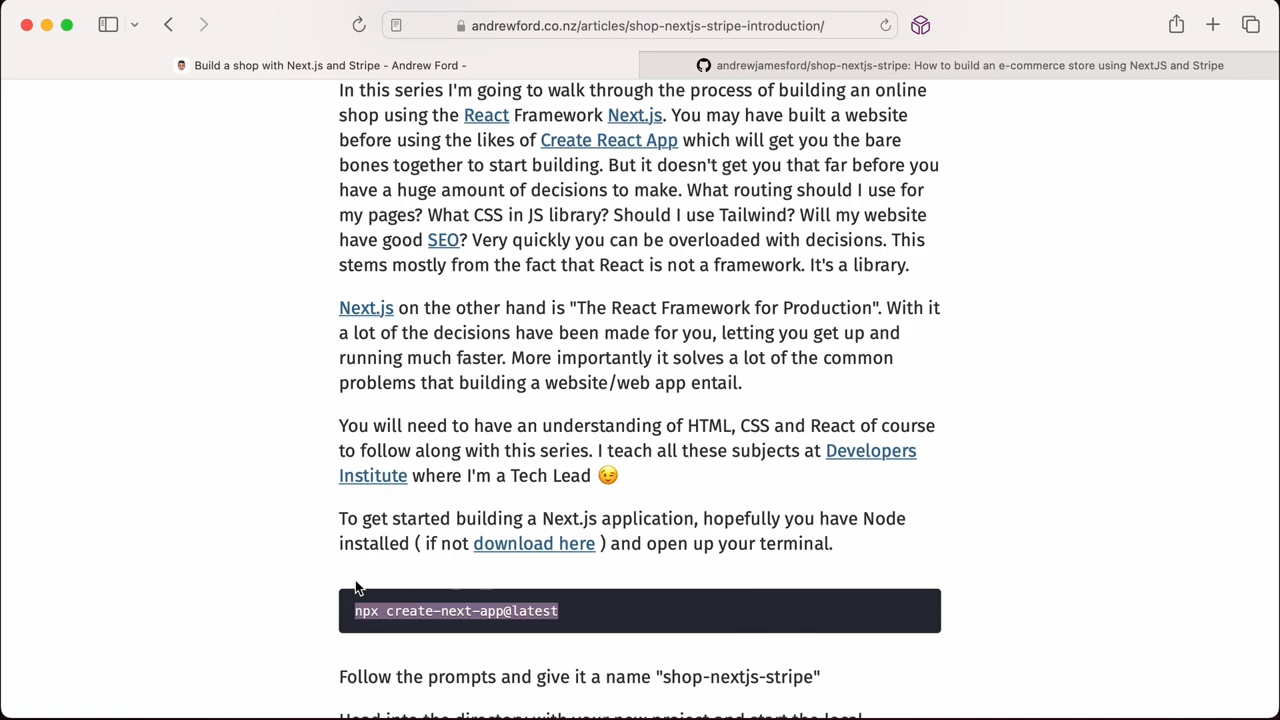 andrewford.co.nz/articles/shop-nextjs-stripe-introduction/
Build a shop with Next.js and Stripe - Andrew Ford -
andrewjamesford/shop-nextjs-stripe: How to build an e-commerce store using NextJS and Stripe
In this series I'm going to walk through the process of building an online
shop using the React Framework Next.js. You may have built a website
before using the likes of Create React App which will get you the bare
bones together to start building. But it doesn't get you that far before you
have a huge amount of decisions to make. What routing should I use for
my pages? What CSS in JS library? Should I use Tailwind? Will my website
have good SEO? Very quickly you can be overloaded with decisions. This
stems mostly from the fact that React is not a framework. It's a library.
Next.js on the other hand is "The React Framework for Production". With it
a lot of the decisions have been made for you, letting you get up and
running much faster. More importantly it solves a lot of the common
problems that building a website/web app entail.
You will need to have an understanding of HTML, CSS and React of course
to follow along with this series. I teach all these subjects at Developers
Institute where I'm a Tech Lead 😉
To get started building a Next.js application, hopefully you have Node
installed ( if not download here ) and open up your terminal.
npx create-next-app@latest
Follow the prompts and give it a name "shop-nextjs-stripe"
Head into the directory with your new project and start the local